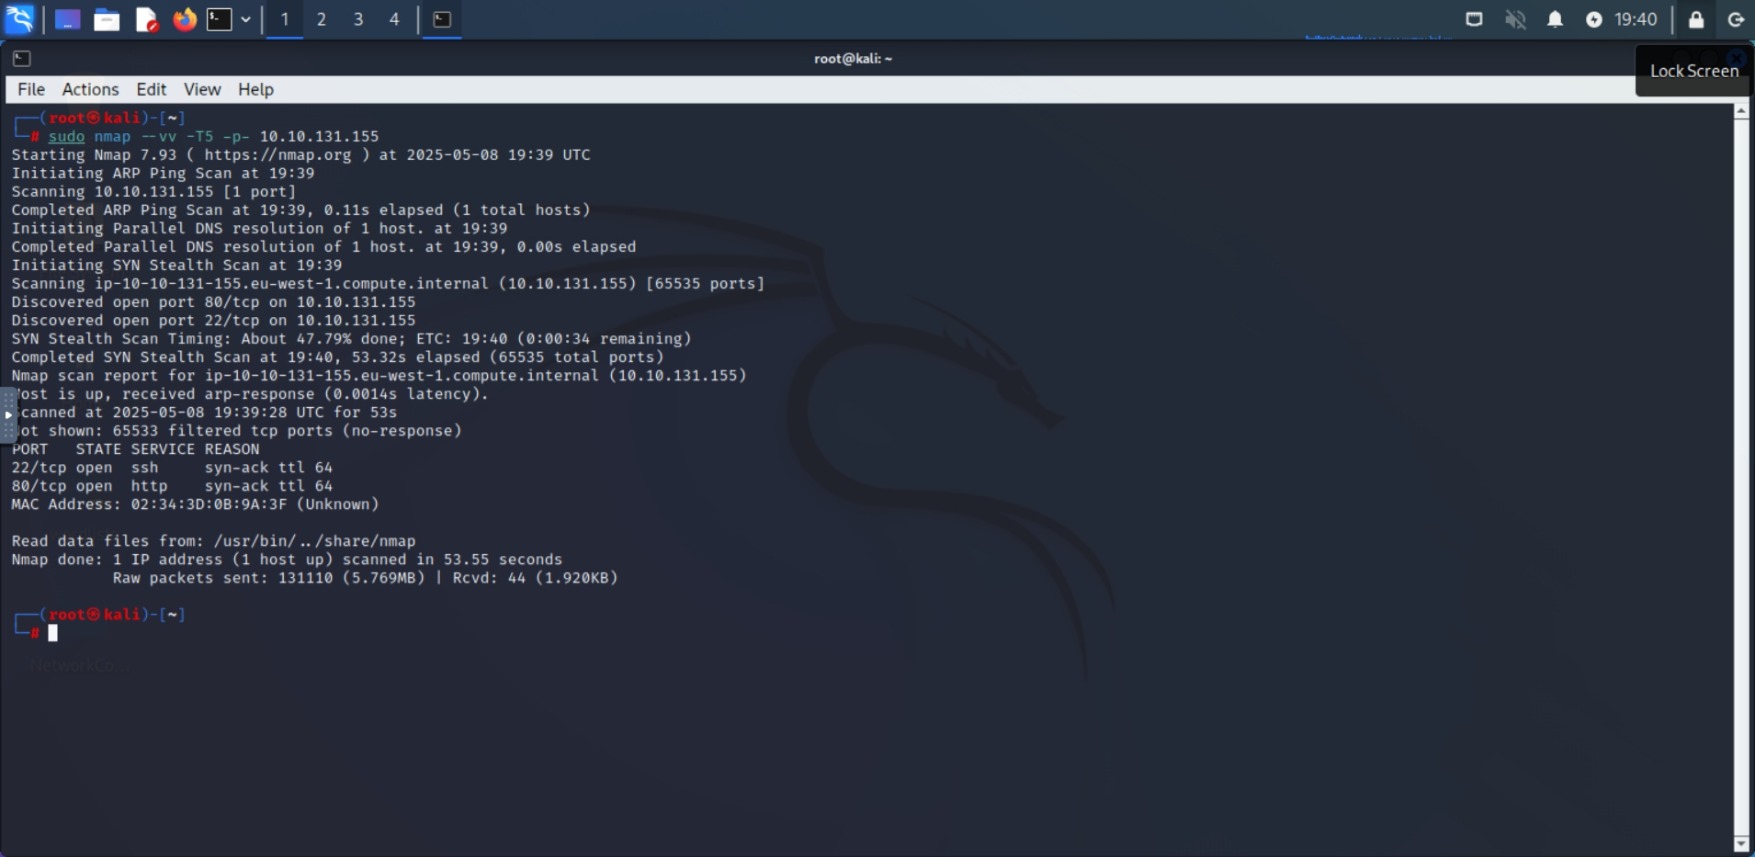 1 2 3 4 19:40
root@kali: ~
Lock Screen
File Actions Edit View Help
(root㉿kali)-[~]
# sudo nmap --vv -T5 -p- 10.10.131.155
Starting Nmap 7.93 ( https://nmap.org ) at 2025-05-08 19:39 UTC
Initiating ARP Ping Scan at 19:39
Scanning 10.10.131.155 [1 port]
Completed ARP Ping Scan at 19:39, 0.11s elapsed (1 total hosts)
Initiating Parallel DNS resolution of 1 host. at 19:39
Completed Parallel DNS resolution of 1 host. at 19:39, 0.00s elapsed
Initiating SYN Stealth Scan at 19:39
Scanning ip-10-10-131-155.eu-west-1.compute.internal (10.10.131.155) [65535 ports]
Discovered open port 80/tcp on 10.10.131.155
Discovered open port 22/tcp on 10.10.131.155
SYN Stealth Scan Timing: About 47.79% done; ETC: 19:40 (0:00:34 remaining)
Completed SYN Stealth Scan at 19:40, 53.32s elapsed (65535 total ports)
Nmap scan report for ip-10-10-131-155.eu-west-1.compute.internal (10.10.131.155)
ost is up, received arp-response (0.0014s latency).
canned at 2025-05-08 19:39:28 UTC for 53s
ot shown: 65533 filtered tcp ports (no-response)
PORT STATE SERVICE REASON
22/tcp open ssh syn-ack ttl 64
80/tcp open http syn-ack ttl 64
MAC Address: 02:34:3D:0B:9A:3F (Unknown)
Read data files from: /usr/bin/../share/nmap
Nmap done: 1 IP address (1 host up) scanned in 53.55 seconds
Raw packets sent: 131110 (5.769MB) | Rcvd: 44 (1.920KB)
(root㉿kali)-[~]
#
NetworkCo...